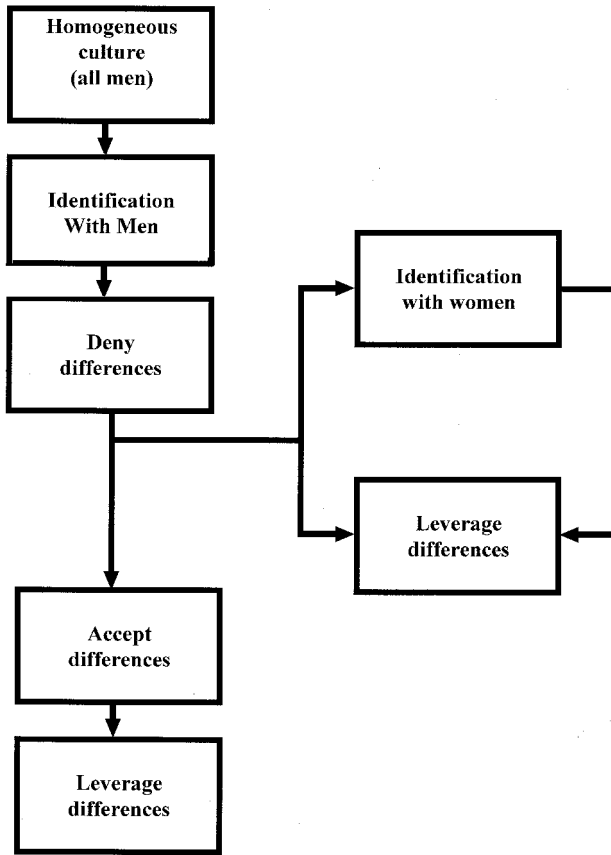 Homogeneous
culture
(all men)
Identification
With Men
Deny
differences
Identification
with women
Leverage
differences
Accept
differences
Leverage
differences